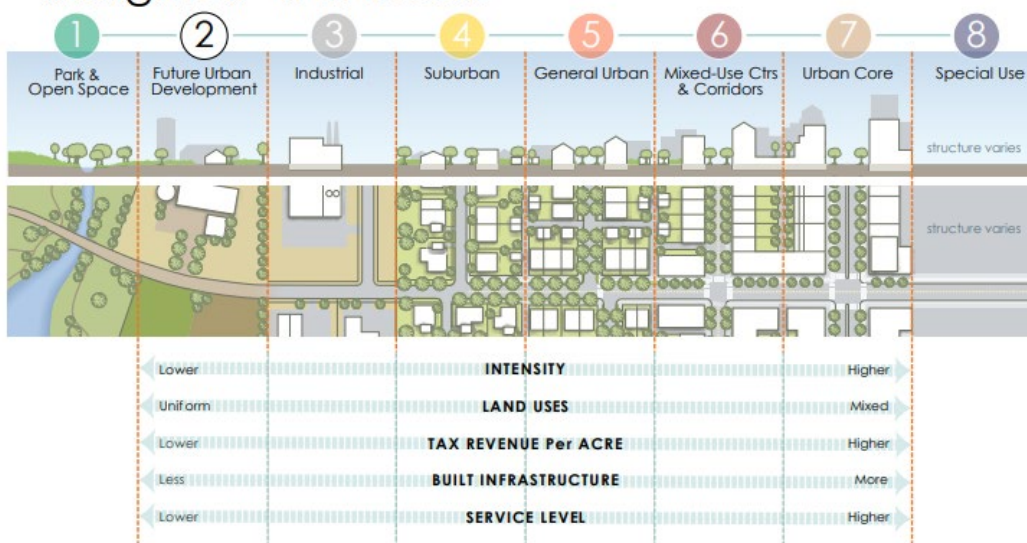 1 2 3 4 5 6 7 8
Park &
Open Space
Future Urban
Development
Industrial
Suburban
General Urban
Mixed-Use Ctrs
& Corridors
Urban Core
Special Use
structure varies
structure varies
Lower INTENSITY Higher
Uniform LAND USES Mixed
Lower TAX REVENUE Per ACRE Higher
Less BUILT INFRASTRUCTURE More
Lower SERVICE LEVEL Higher